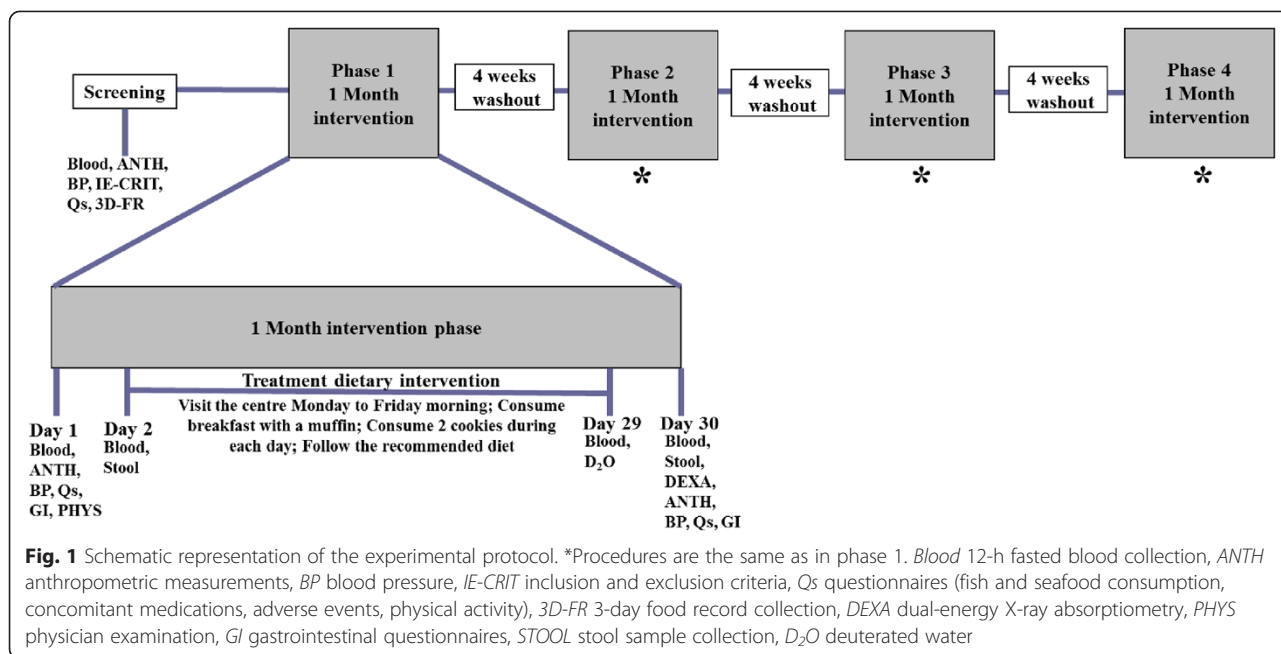 Screening
Phase 1
1 Month
intervention
4 weeks
washout
Phase 2
1 Month
intervention
4 weeks
washout
Phase 3
1 Month
intervention
4 weeks
washout
Phase 4
1 Month
intervention
Blood, ANTH,
BP, IE-CRIT,
Qs, 3D-FR
*
*
*
1 Month intervention phase
Treatment dietary intervention
Visit the centre Monday to Friday morning; Consume
breakfast with a muffin; Consume 2 cookies during
each day; Follow the recommended diet
Day 1
Blood,
ANTH,
BP, Qs,
GI, PHYS
Day 2
Blood,
Stool
Day 29
Blood,
D₂O
Day 30
Blood,
Stool,
DEXA,
ANTH,
BP, Qs, GI
Fig. 1 Schematic representation of the experimental protocol. *Procedures are the same as in phase 1. Blood 12-h fasted blood collection, ANTH
anthropometric measurements, BP blood pressure, IE-CRIT inclusion and exclusion criteria, Qs questionnaires (fish and seafood consumption,
concomitant medications, adverse events, physical activity), 3D-FR 3-day food record collection, DEXA dual-energy X-ray absorptiometry, PHYS
physician examination, GI gastrointestinal questionnaires, STOOL stool sample collection, D₂O deuterated water